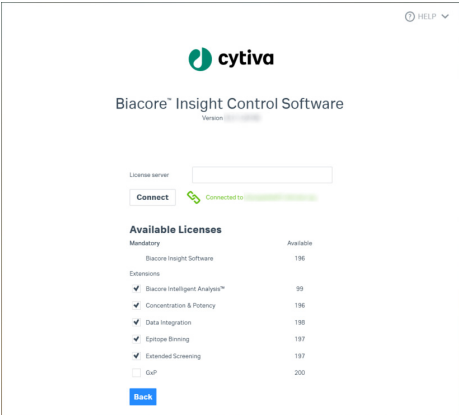 HELP
cytiva
Biacore™ Insight Control Software
Version
License server
Connect
Connected to
Available Licenses
Mandatory Available
Biacore Insight Software 196
Extensions
Biacore Intelligent Analysis™ 99
Concentration & Potency 196
Data Integration 198
Epitope Binning 197
Extended Screening 197
GxP 200
Back